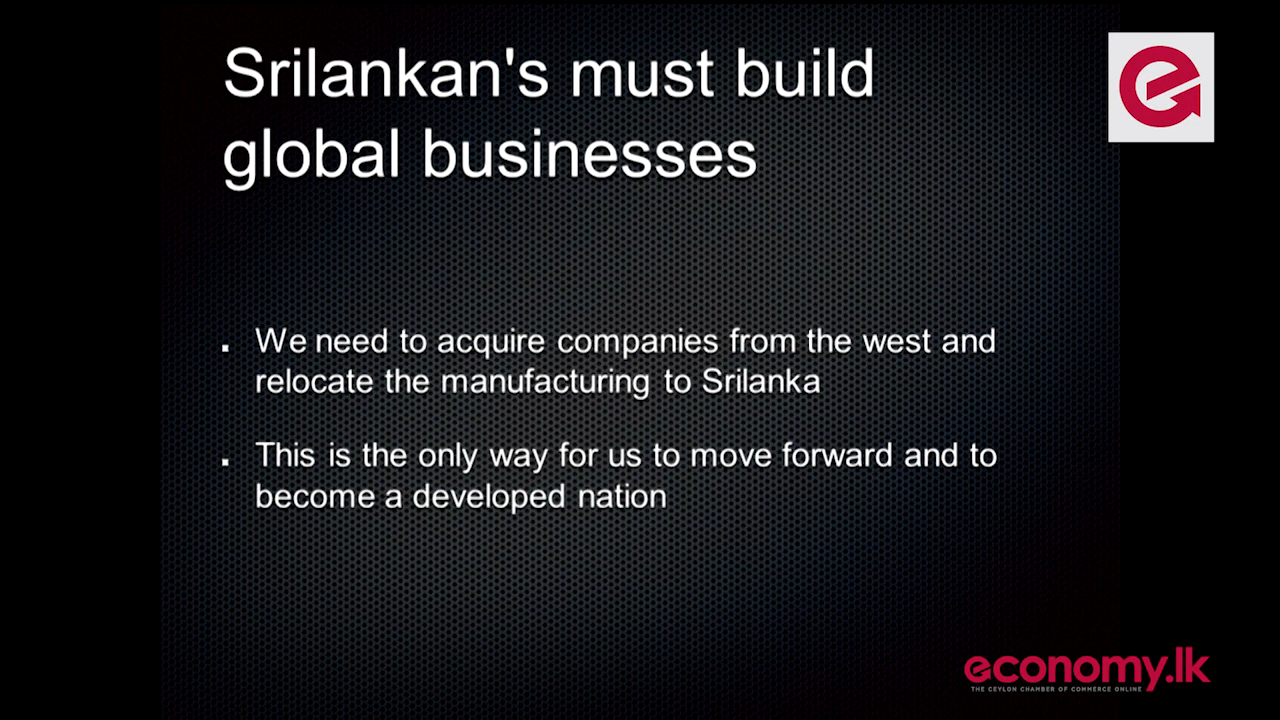 Srilankan's must build
global businesses
We need to acquire companies from the west and
relocate the manufacturing to Srilanka
This is the only way for us to move forward and to
become a developed nation
economy.lk
THE CEYLON CHAMBER OF COMMERCE ONLINE